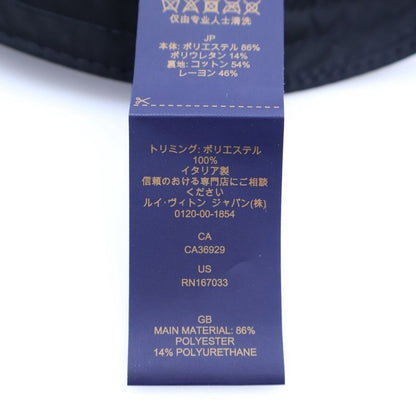 仅由专业人士清洗
JP
本体: ポリエステル 86%
ポリウレタン 14%
裏地: コットン 54%
レーヨン 46%
トリミング: ポリエステル
100%
イタリア製
信頼のおける専門店にご相談
ください
ルイ·ヴィトン ジャパン(株)
0120-00-1854
CA
CA36929
US
RN167033
GB
MAIN MATERIAL: 86%
POLYESTER
14% POLYURETHANE